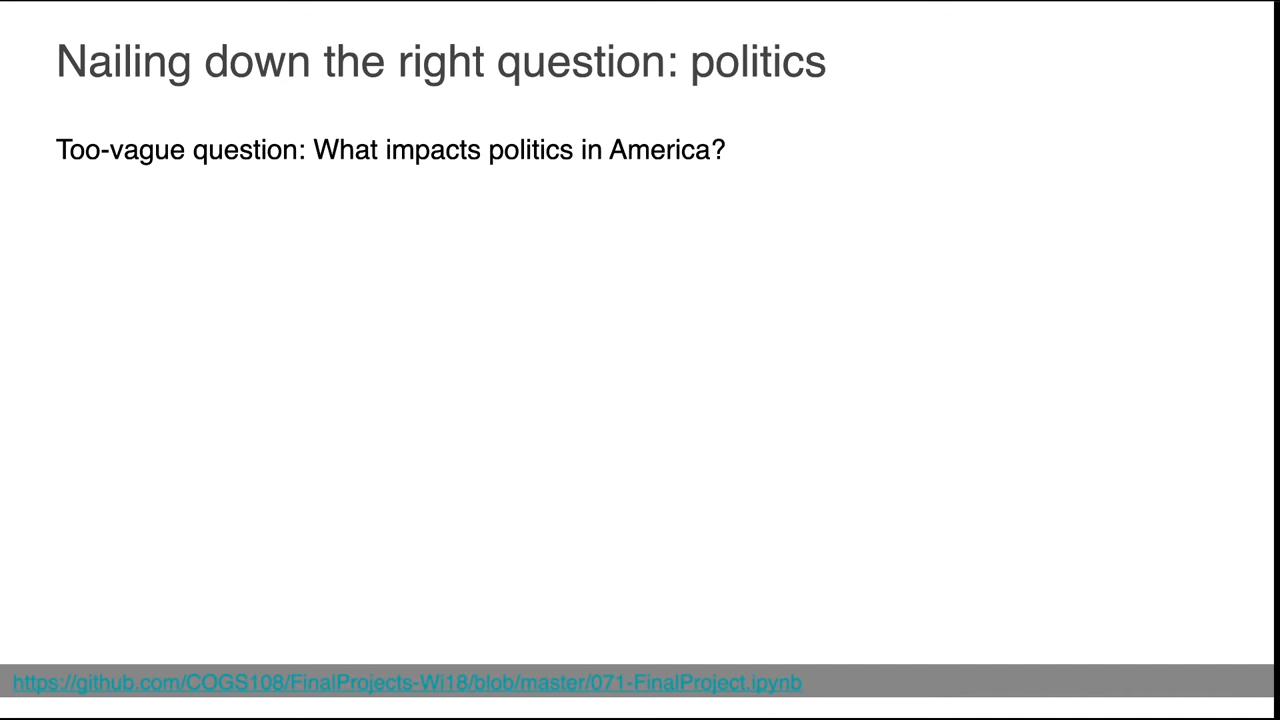 Nailing down the right question: politics
Too-vague question: What impacts politics in America?
https://github.com/COGS108/FinalProjects-Wi18/blob/master/071-FinalProject.ipynb